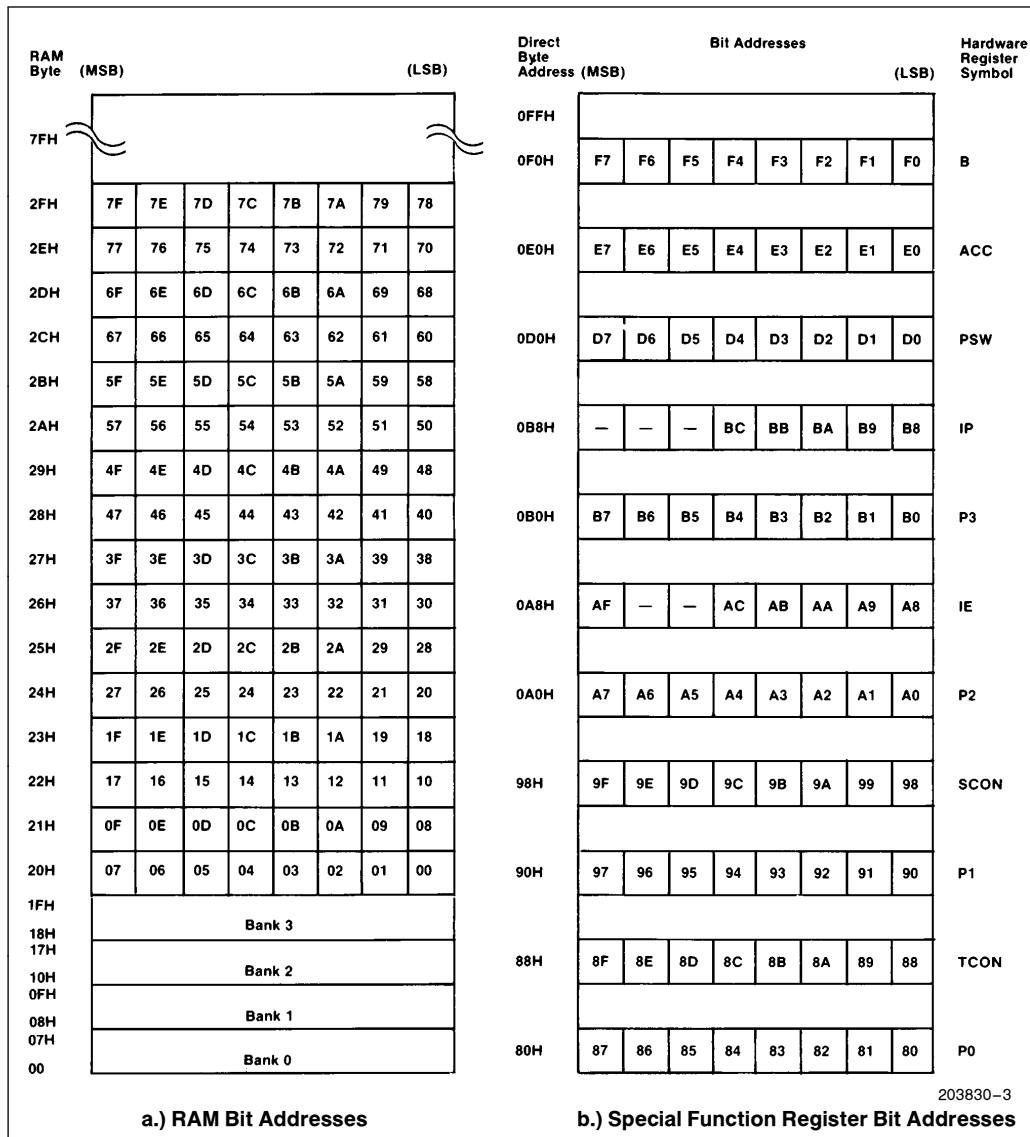 RAM
Byte (MSB) (LSB)
7FH
2FH 7F 7E 7D 7C 7B 7A 79 78
2EH 77 76 75 74 73 72 71 70
2DH 6F 6E 6D 6C 6B 6A 69 68
2CH 67 66 65 64 63 62 61 60
2BH 5F 5E 5D 5C 5B 5A 59 58
2AH 57 56 55 54 53 52 51 50
29H 4F 4E 4D 4C 4B 4A 49 48
28H 47 46 45 44 43 42 41 40
27H 3F 3E 3D 3C 3B 3A 39 38
26H 37 36 35 34 33 32 31 30
25H 2F 2E 2D 2C 2B 2A 29 28
24H 27 26 25 24 23 22 21 20
23H 1F 1E 1D 1C 1B 1A 19 18
22H 17 16 15 14 13 12 11 10
21H 0F 0E 0D 0C 0B 0A 09 08
20H 07 06 05 04 03 02 01 00
1FH
Bank 3
18H
17H
Bank 2
10H
0FH
Bank 1
08H
07H
Bank 0
00
a.) RAM Bit Addresses
Direct Bit Addresses Hardware
Byte Register
Address (MSB) (LSB) Symbol
0FFH
0F0H F7 F6 F5 F4 F3 F2 F1 F0 B
0E0H E7 E6 E5 E4 E3 E2 E1 E0 ACC
0D0H D7 D6 D5 D4 D3 D2 D1 D0 PSW
0B8H — — — BC BB BA B9 B8 IP
0B0H B7 B6 B5 B4 B3 B2 B1 B0 P3
0A8H AF — — AC AB AA A9 A8 IE
0A0H A7 A6 A5 A4 A3 A2 A1 A0 P2
98H 9F 9E 9D 9C 9B 9A 99 98 SCON
90H 97 96 95 94 93 92 91 90 P1
88H 8F 8E 8D 8C 8B 8A 89 88 TCON
80H 87 86 85 84 83 82 81 80 P0
203830–3
b.) Special Function Register Bit Addresses